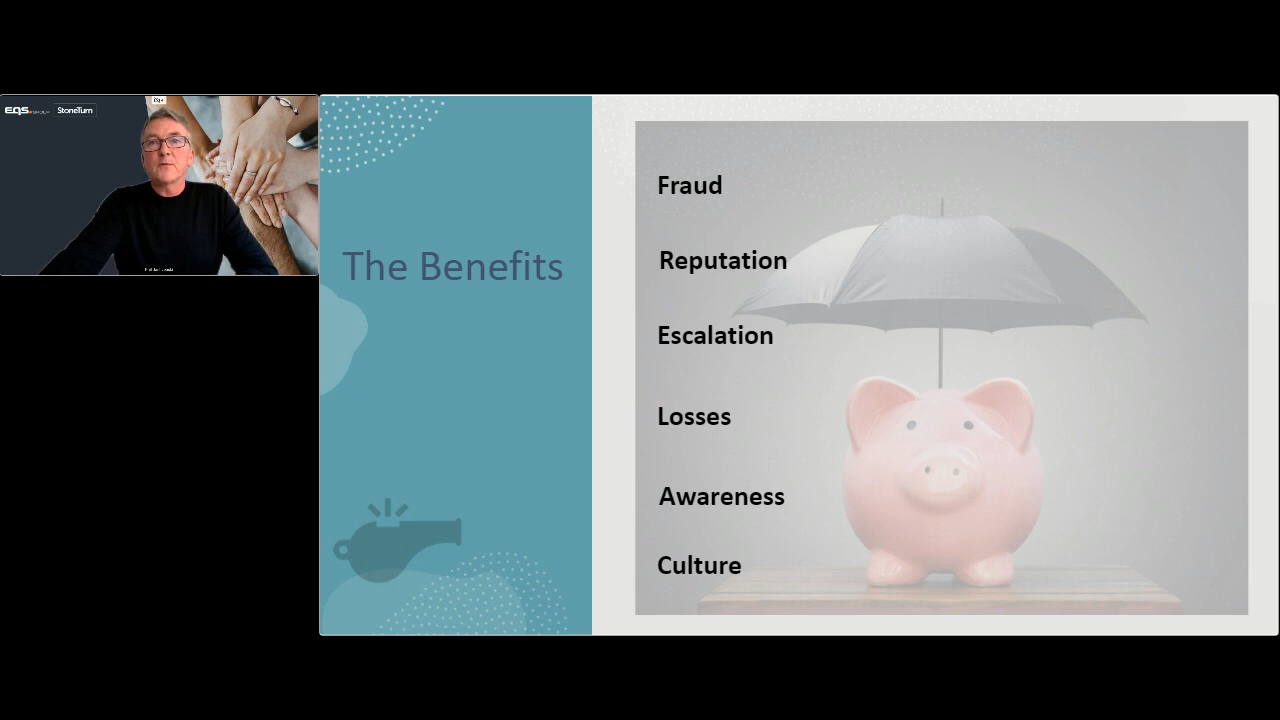 EQS
StoneTurn
The Benefits
Fraud
Reputation
Escalation
Losses
Awareness
Culture